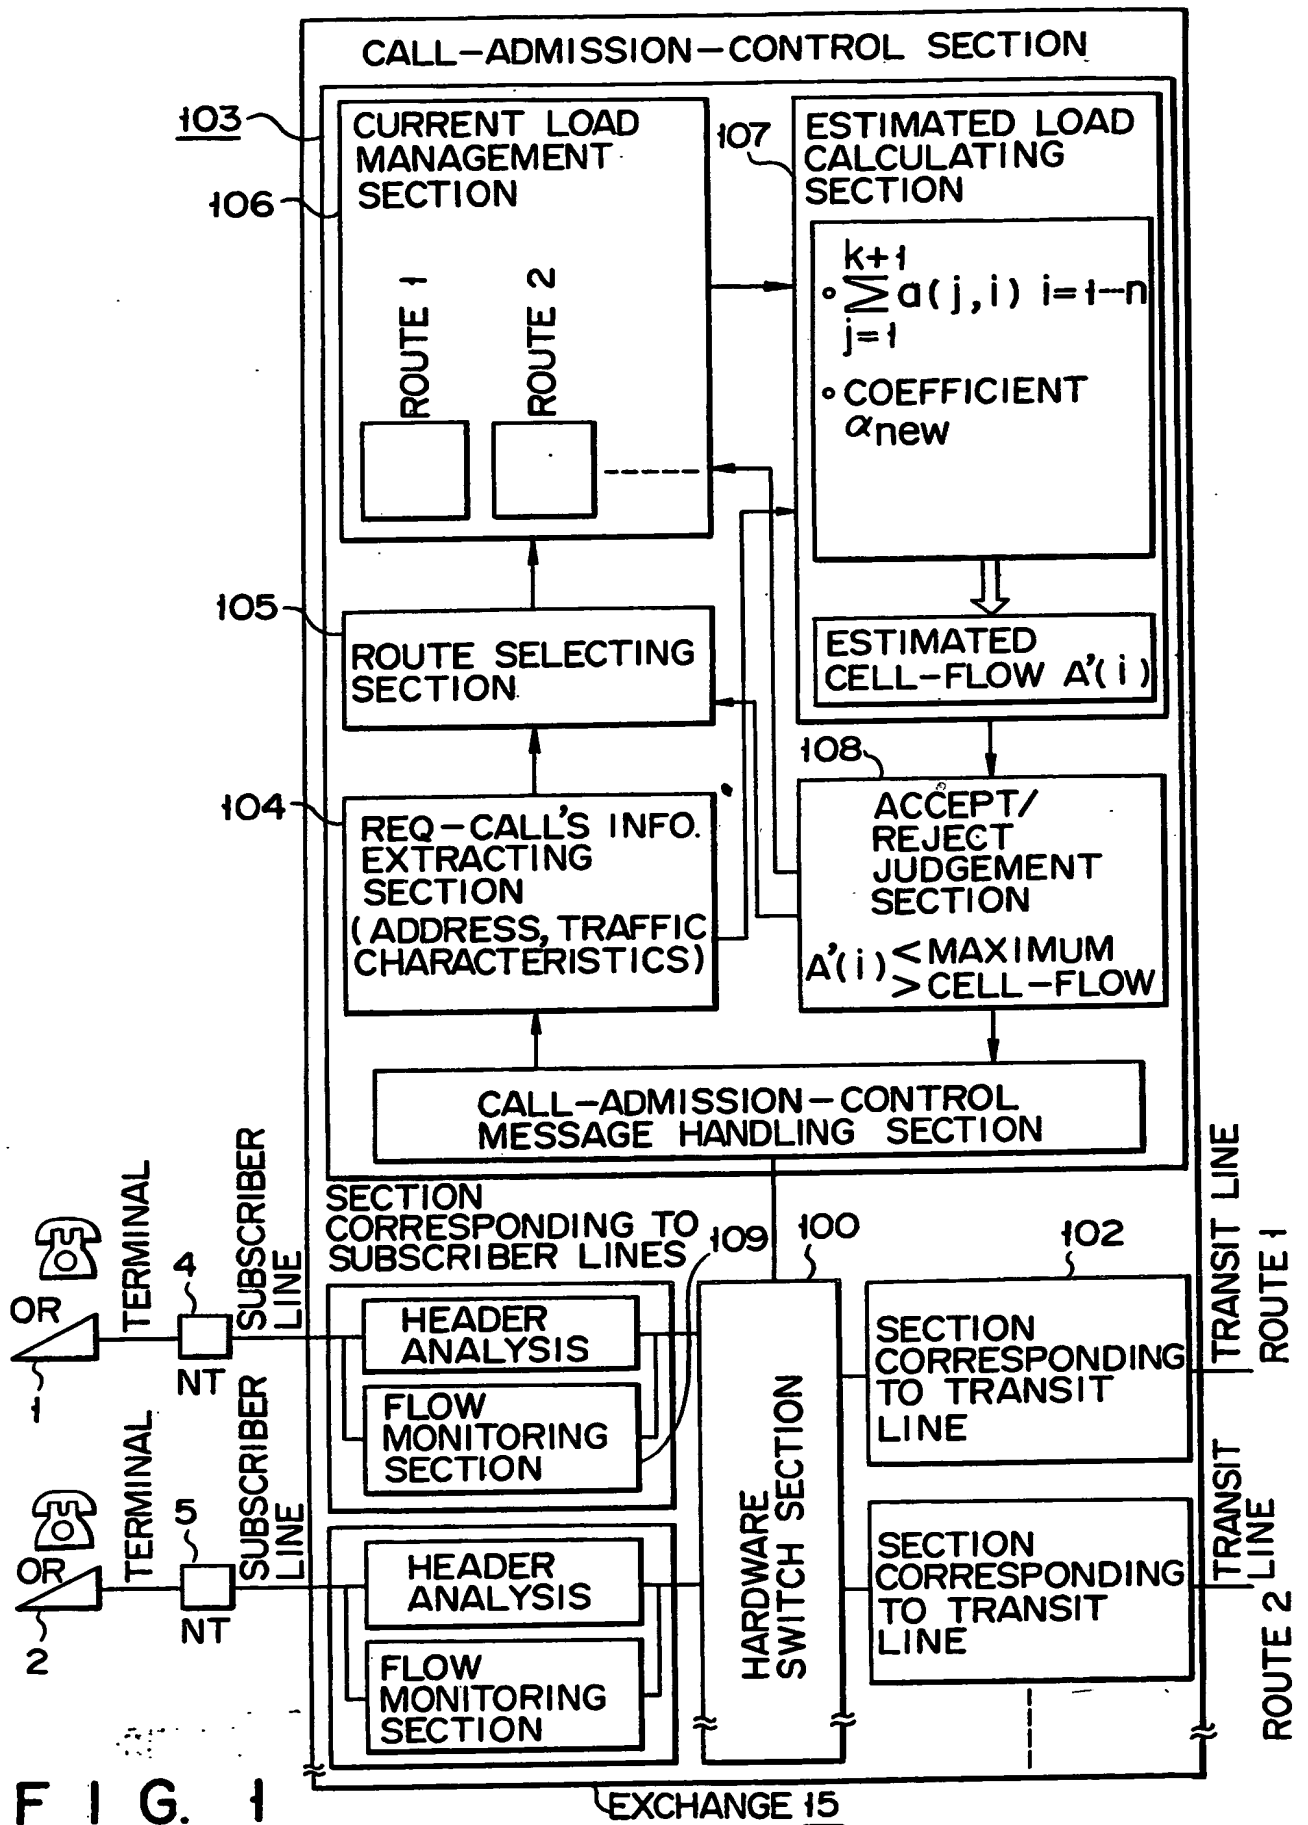 CALL-ADMISSION-CONTROL SECTION
103
CURRENT LOAD
MANAGEMENT
SECTION
106
ROUTE 1
ROUTE 2
107
ESTIMATED LOAD
CALCULATING
SECTION
k+1
∘ ∑ a(j,i) i=1--n
j=1
∘ COEFFICIENT
αnew
ESTIMATED
CELL-FLOW A'(i)
105
ROUTE SELECTING
SECTION
104
REQ-CALL'S INFO.
EXTRACTING
SECTION
(ADDRESS, TRAFFIC
CHARACTERISTICS)
108
ACCEPT/
REJECT
JUDGEMENT
SECTION
A'(i) < MAXIMUM
> CELL-FLOW
CALL-ADMISSION-CONTROL
MESSAGE HANDLING SECTION
SECTION
CORRESPONDING TO
SUBSCRIBER LINES
109
100
102
OR
1
TERMINAL
4
NT
SUBSCRIBER
LINE
HEADER
ANALYSIS
FLOW
MONITORING
SECTION
HARDWARE
SWITCH SECTION
SECTION
CORRESPONDING
TO TRANSIT
LINE
TRANSIT LINE
ROUTE 1
OR
2
TERMINAL
5
NT
SUBSCRIBER
LINE
HEADER
ANALYSIS
FLOW
MONITORING
SECTION
SECTION
CORRESPONDING
TO TRANSIT
LINE
TRANSIT
LINE
ROUTE 2
EXCHANGE 15
FIG. 1